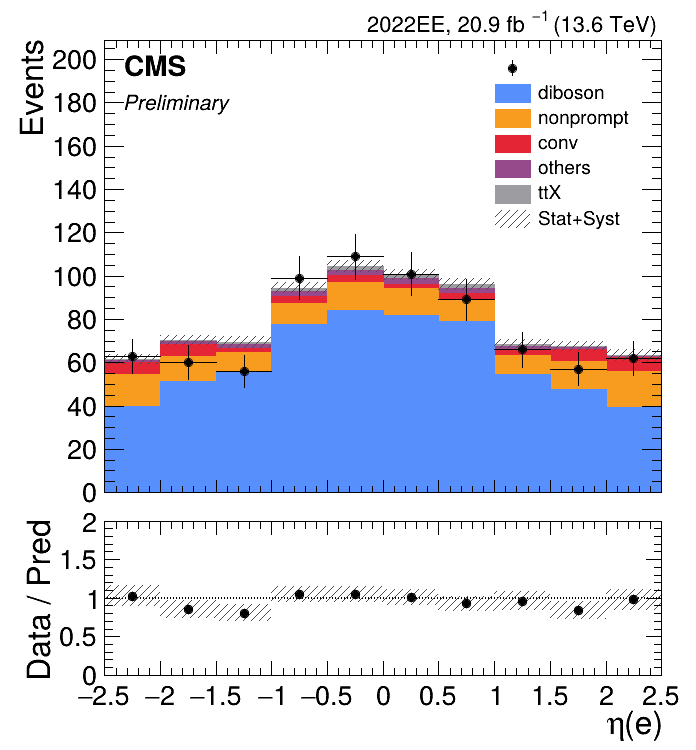 2022EE, 20.9 fb⁻¹ (13.6 TeV)
Events
CMS
Preliminary
diboson
nonprompt
conv
others
ttX
Stat+Syst
200
180
160
140
120
100
80
60
40
20
0
Data / Pred
2
1.5
1
0.5
0
−2.5 −2 −1.5 −1 −0.5 0 0.5 1 1.5 2 2.5
η(e)